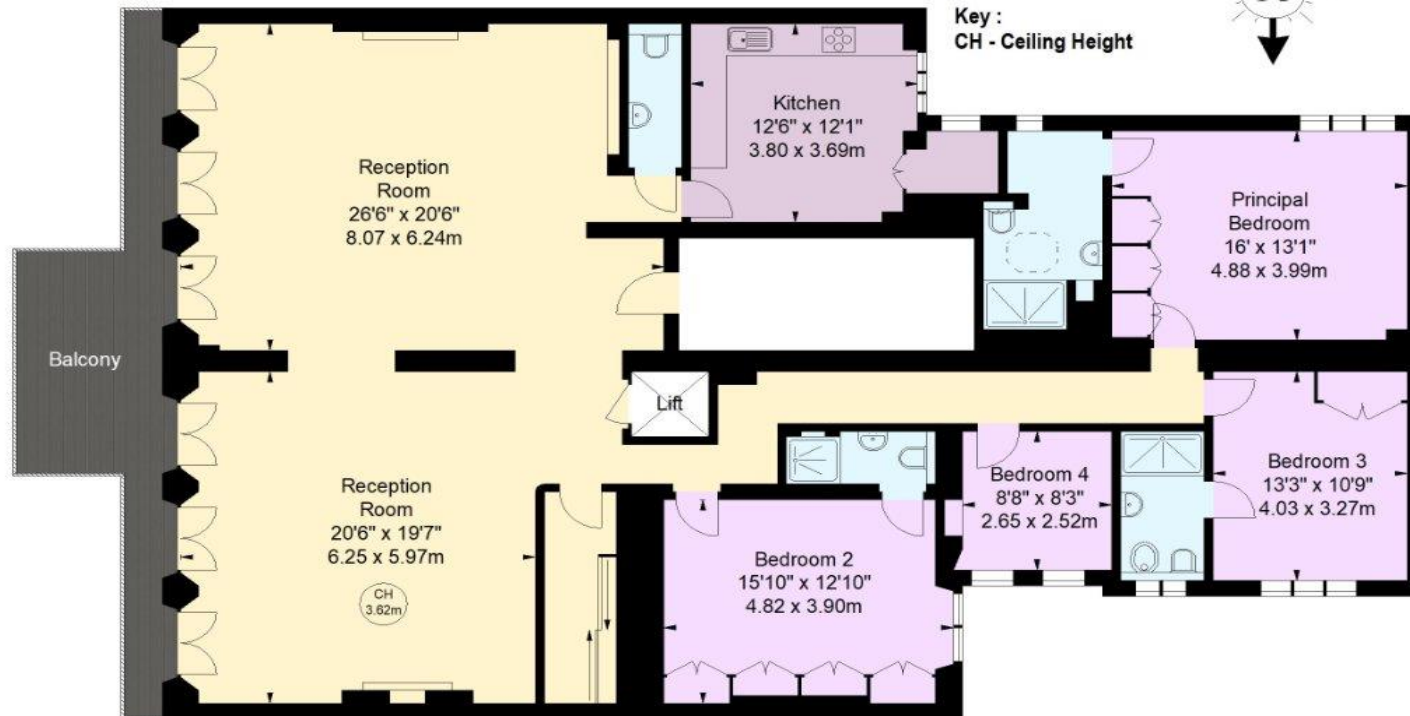 Key :
CH - Ceiling Height
Kitchen
12'6" x 12'1"
3.80 x 3.69m
Reception
Room
26'6" x 20'6"
8.07 x 6.24m
Principal
Bedroom
16' x 13'1"
4.88 x 3.99m
Balcony
Lift
Reception
Room
20'6" x 19'7"
6.25 x 5.97m
CH
3.62m
Bedroom 2
15'10" x 12'10"
4.82 x 3.90m
Bedroom 4
8'8" x 8'3"
2.65 x 2.52m
Bedroom 3
13'3" x 10'9"
4.03 x 3.27m